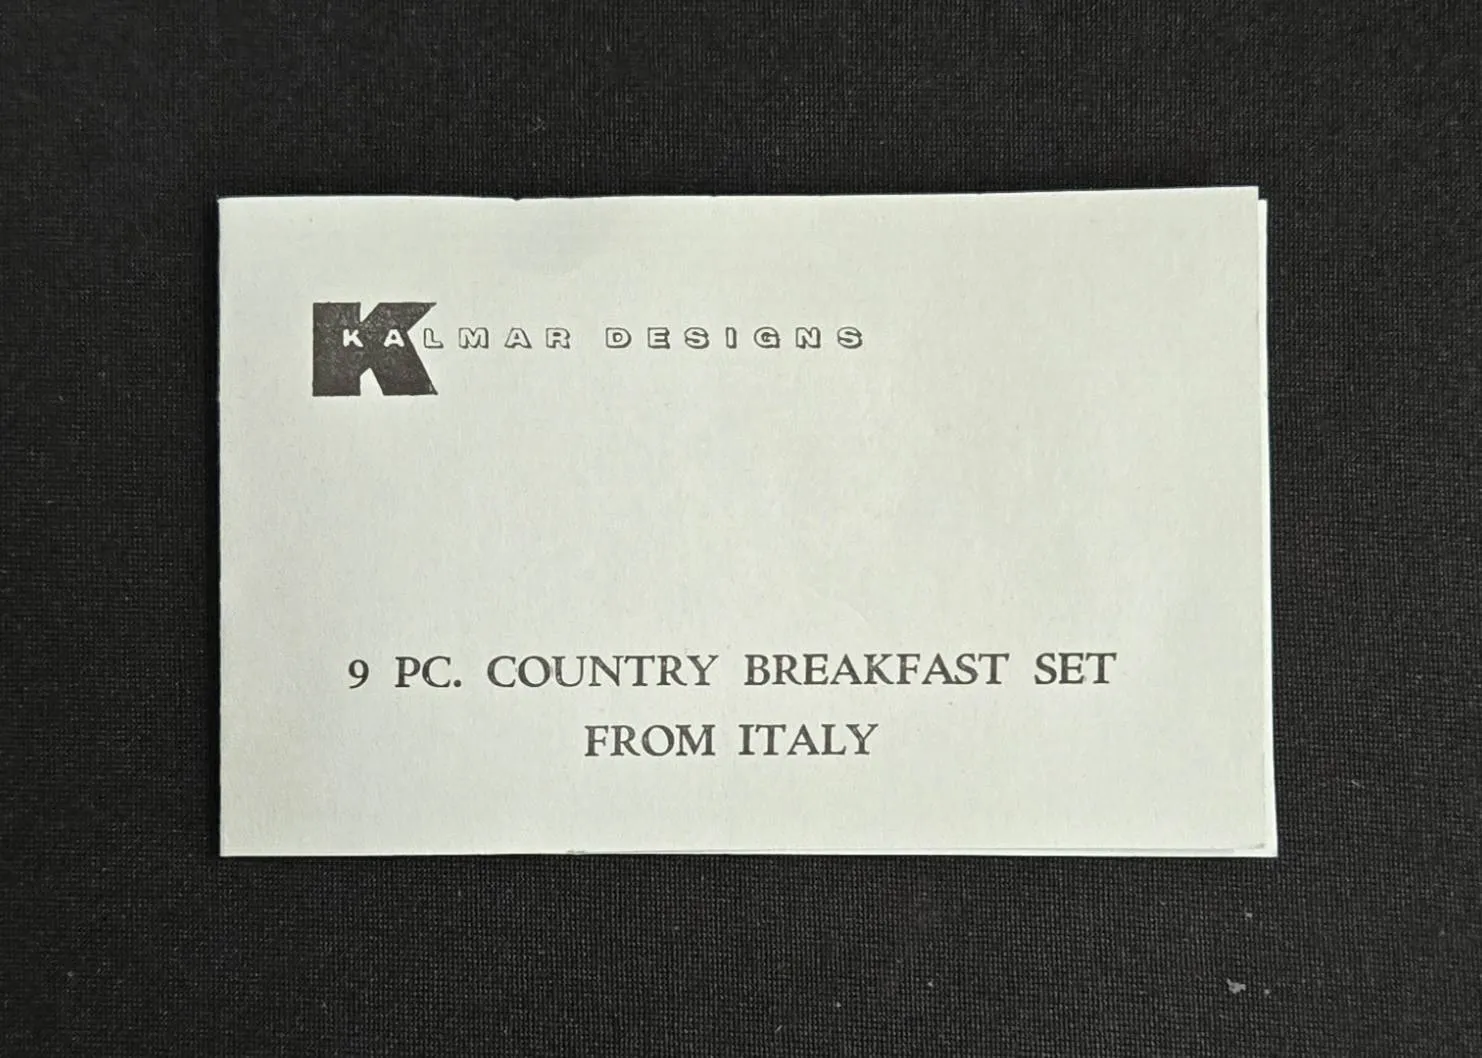 KALMAR DESIGNS
9 PC. COUNTRY BREAKFAST SET
FROM ITALY